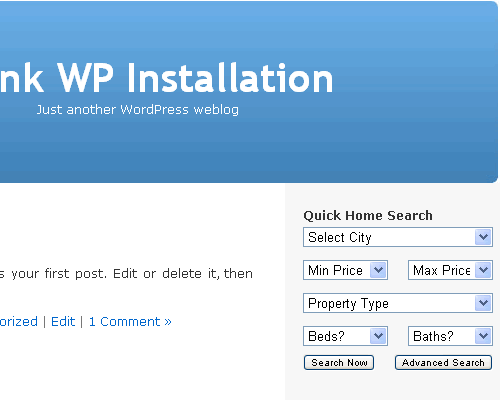 nk WP Installation
Just another WordPress weblog
Quick Home Search
Select City
Min Price Max Price
Property Type
Beds? Baths?
Search Now Advanced Search
s your first post. Edit or delete it, then
orized | Edit | 1 Comment »